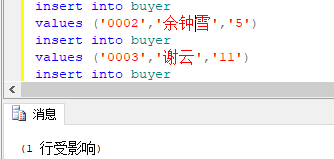 insert into buyer
values ('0002','余钟雪','5')
insert into buyer
values ('0003','谢云','11')
insert into buyer
消息
(1 行受影响)